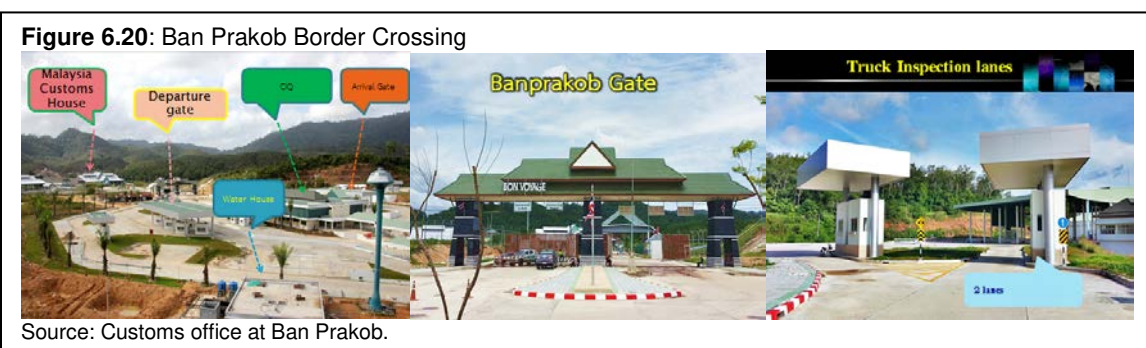 Figure 6.20: Ban Prakob Border Crossing
Malaysia
Customs
House
Departure
gate
CIQ
Arrival Gate
Water House
Banprakob Gate
BON VOYAGE
Truck Inspection lanes
2 lanes
Source: Customs office at Ban Prakob.